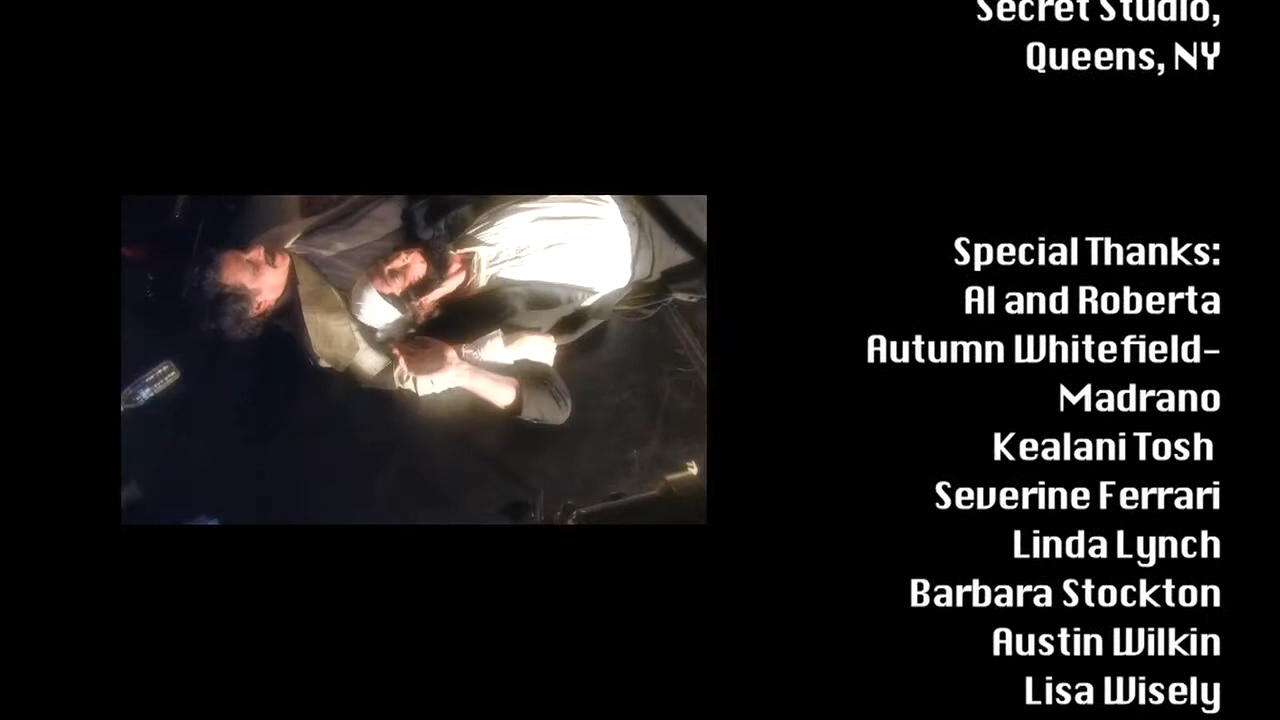 Secret Studio,
Queens, NY
Special Thanks:
Al and Roberta
Autumn Whitefield-
Madrano
Kealani Tosh
Severine Ferrari
Linda Lynch
Barbara Stockton
Austin Wilkin
Lisa Wisely